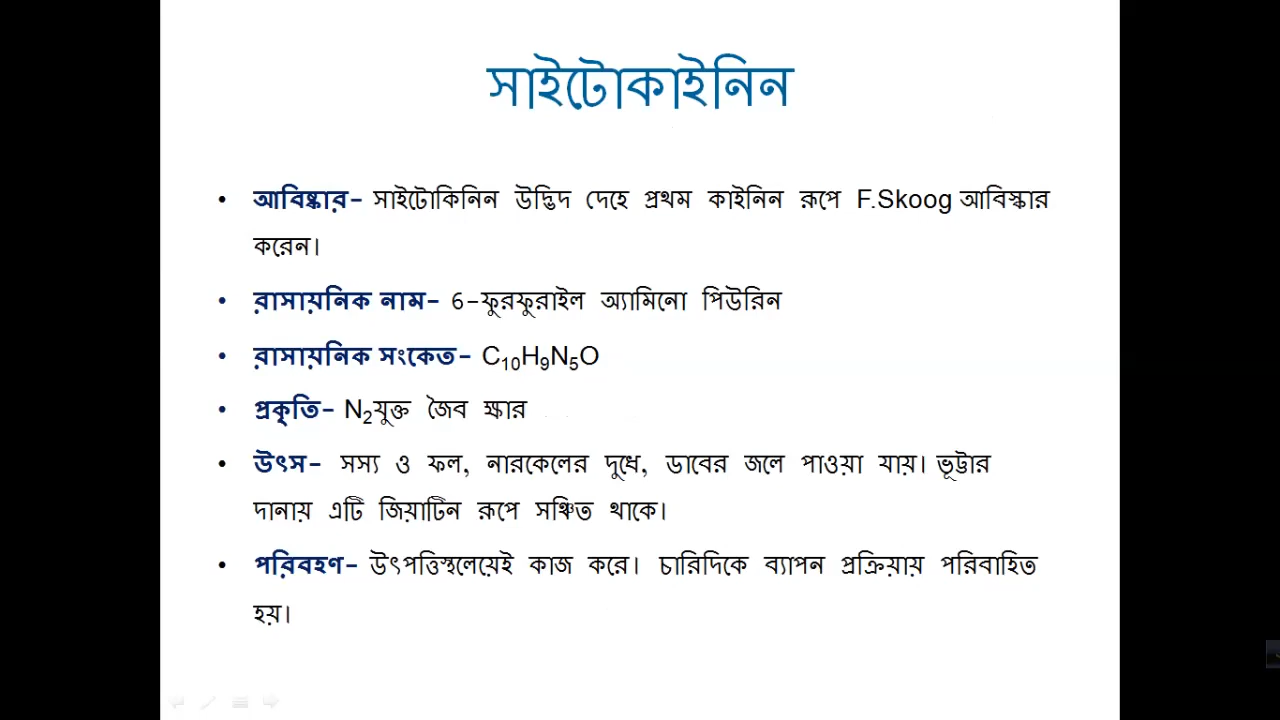 সাইটোকাইনিন
• আবিষ্কার- সাইটোকিনিন উদ্ভিদ দেহে প্রথম কাইনিন রূপে F.Skoog আবিস্কার
করেন।
• রাসায়নিক নাম- 6-ফুরফুরাইল অ্যামিনো পিউরিন
• রাসায়নিক সংকেত- C₁₀H₉N₅O
• প্রকৃতি- N₂যুক্ত জৈব ক্ষার
• উৎস- সস্য ও ফল, নারকেলের দুধে, ডাবের জলে পাওয়া যায়। ভূট্টার
দানায় এটি জিয়াটিন রূপে সঞ্চিত থাকে।
• পরিবহণ- উৎপত্তিস্থলেয়েই কাজ করে। চারিদিকে ব্যাপন প্রক্রিয়ায় পরিবাহিত
হয়।